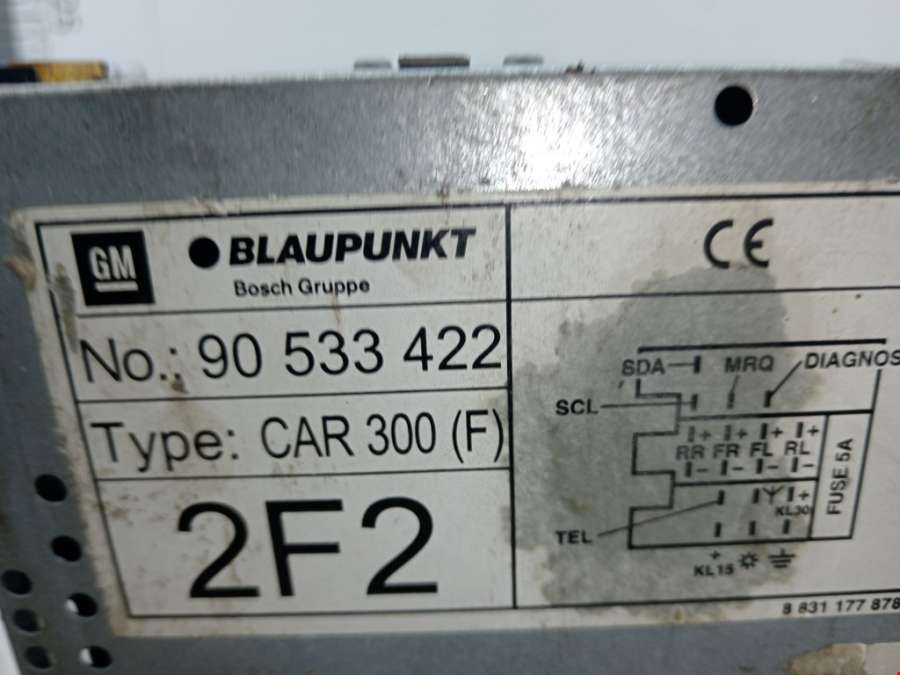 GM
BLAUPUNKT
Bosch Gruppe
CE
No.: 90 533 422
Type: CAR 300 (F)
2F2
SDA MRQ DIAGNOS
SCL
+ + + +
RR FR FL RL
- - - -
FUSE 5A
+
KL30
TEL
+
KL15
8 831 177 878